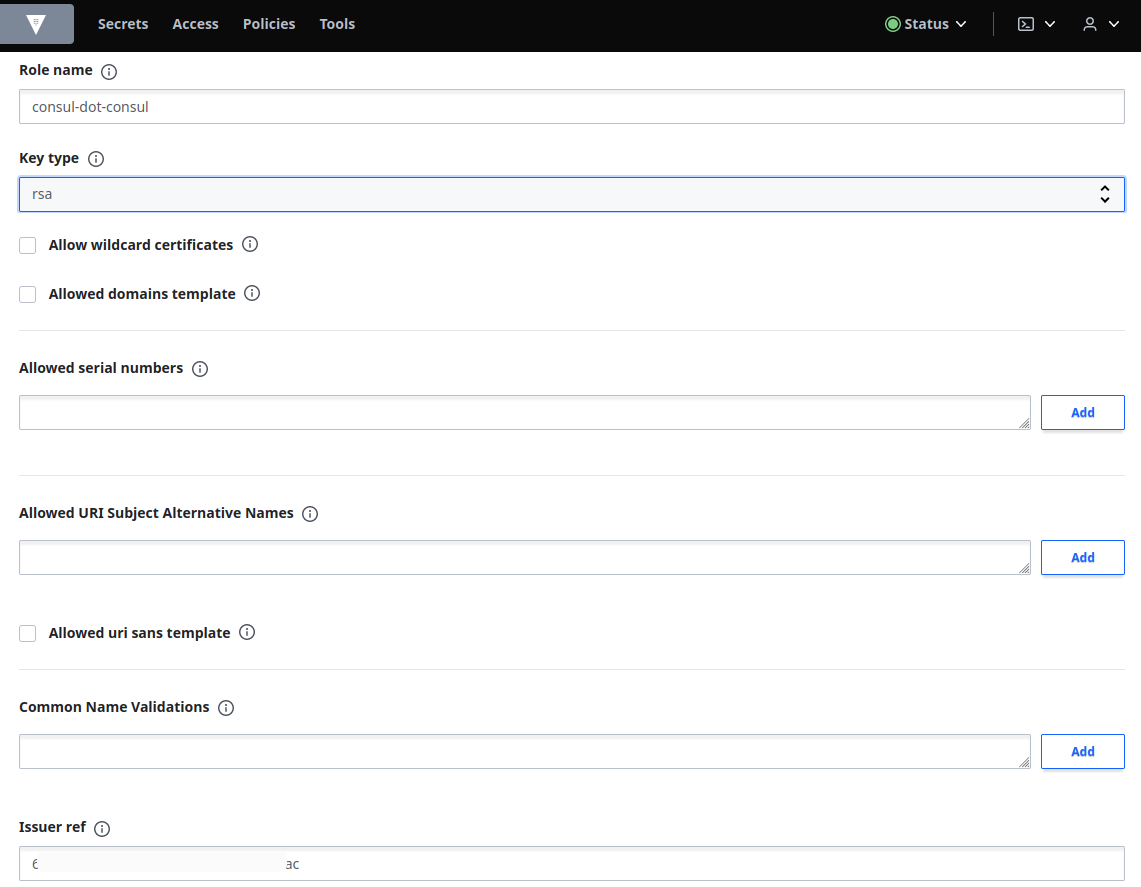 Secrets Access Policies Tools Status
Role name
consul-dot-consul
Key type
rsa
Allow wildcard certificates
Allowed domains template
Allowed serial numbers
Add
Allowed URI Subject Alternative Names
Add
Allowed uri sans template
Common Name Validations
Add
Issuer ref
6 ac